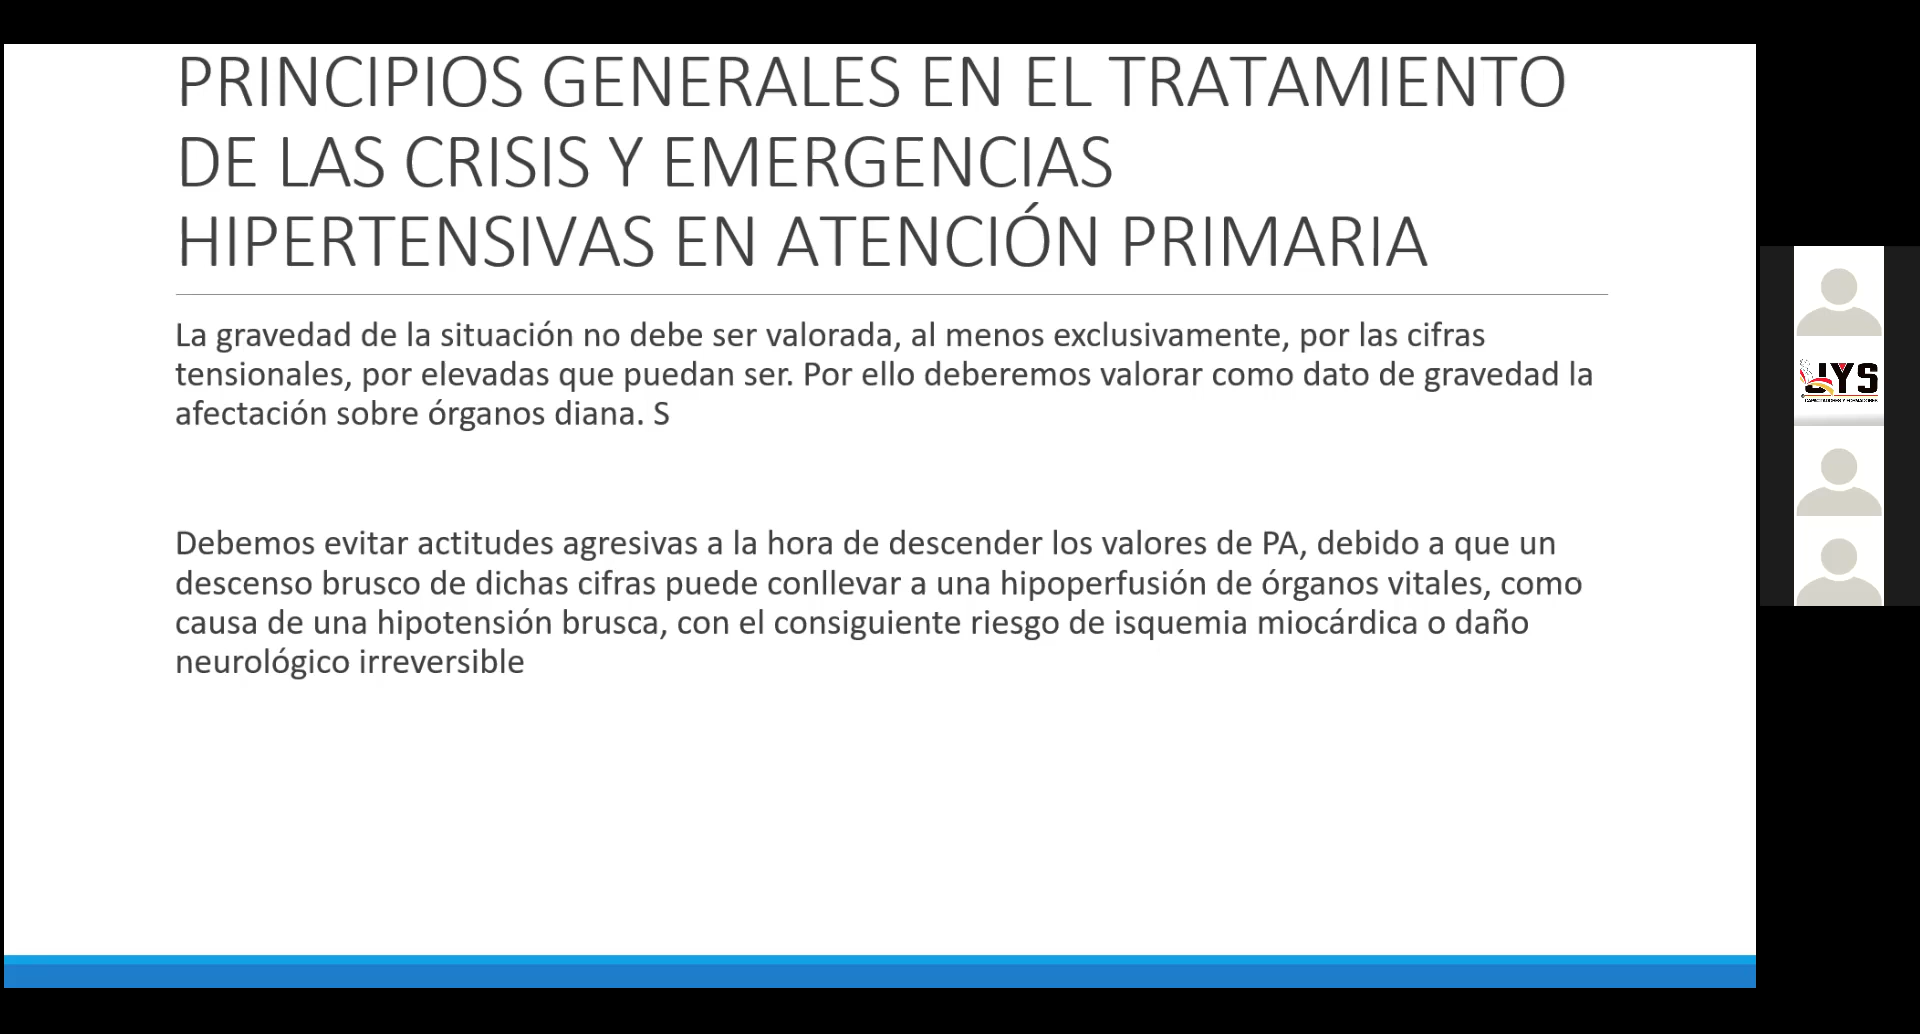 PRINCIPIOS GENERALES EN EL TRATAMIENTO
DE LAS CRISIS Y EMERGENCIAS
HIPERTENSIVAS EN ATENCIÓN PRIMARIA
La gravedad de la situación no debe ser valorada, al menos exclusivamente, por las cifras
tensionales, por elevadas que puedan ser. Por ello deberemos valorar como dato de gravedad la
afectación sobre órganos diana. S
Debemos evitar actitudes agresivas a la hora de descender los valores de PA, debido a que un
descenso brusco de dichas cifras puede conllevar a una hipoperfusión de órganos vitales, como
causa de una hipotensión brusca, con el consiguiente riesgo de isquemia miocárdica o daño
neurológico irreversible
JYS
CAPACITADORES Y FORMADORES